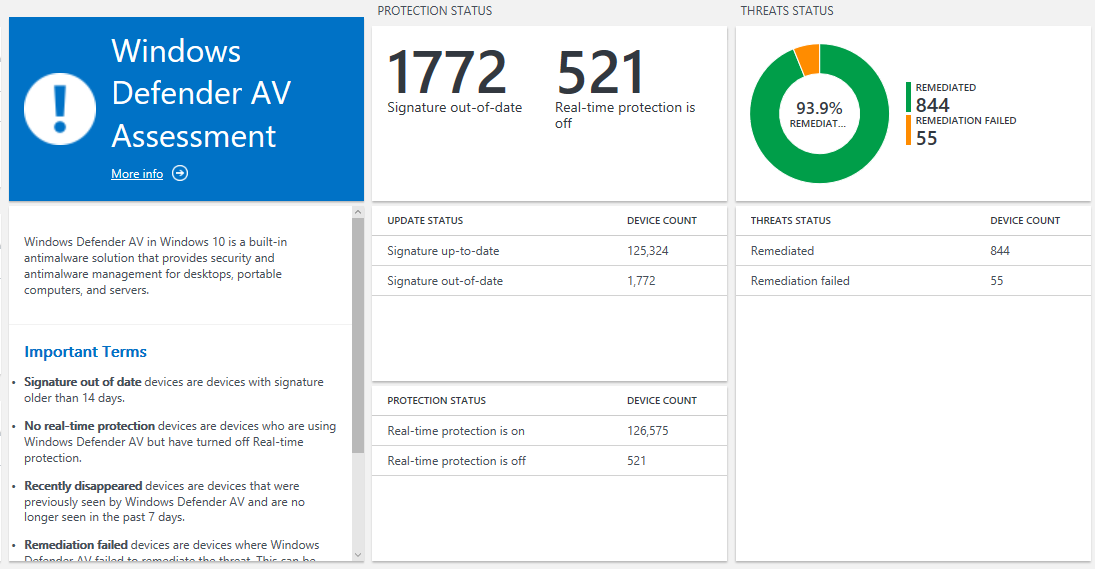 Windows
Defender AV
Assessment
More info
Windows Defender AV in Windows 10 is a built-in
antimalware solution that provides security and
antimalware management for desktops, portable
computers, and servers.
Important Terms
• Signature out of date devices are devices with signature
older than 14 days.
• No real-time protection devices are devices who are using
Windows Defender AV but have turned off Real-time
protection.
• Recently disappeared devices are devices that were
previously seen by Windows Defender AV and are no
longer seen in the past 7 days.
• Remediation failed devices are devices where Windows
Defender AV failed to remediate the threat. This can be
PROTECTION STATUS
1772
Signature out-of-date
521
Real-time protection is
off
UPDATE STATUS DEVICE COUNT
Signature up-to-date 125,324
Signature out-of-date 1,772
PROTECTION STATUS DEVICE COUNT
Real-time protection is on 126,575
Real-time protection is off 521
THREATS STATUS
93.9%
REMEDIAT...
REMEDIATED
844
REMEDIATION FAILED
55
THREATS STATUS DEVICE COUNT
Remediated 844
Remediation failed 55